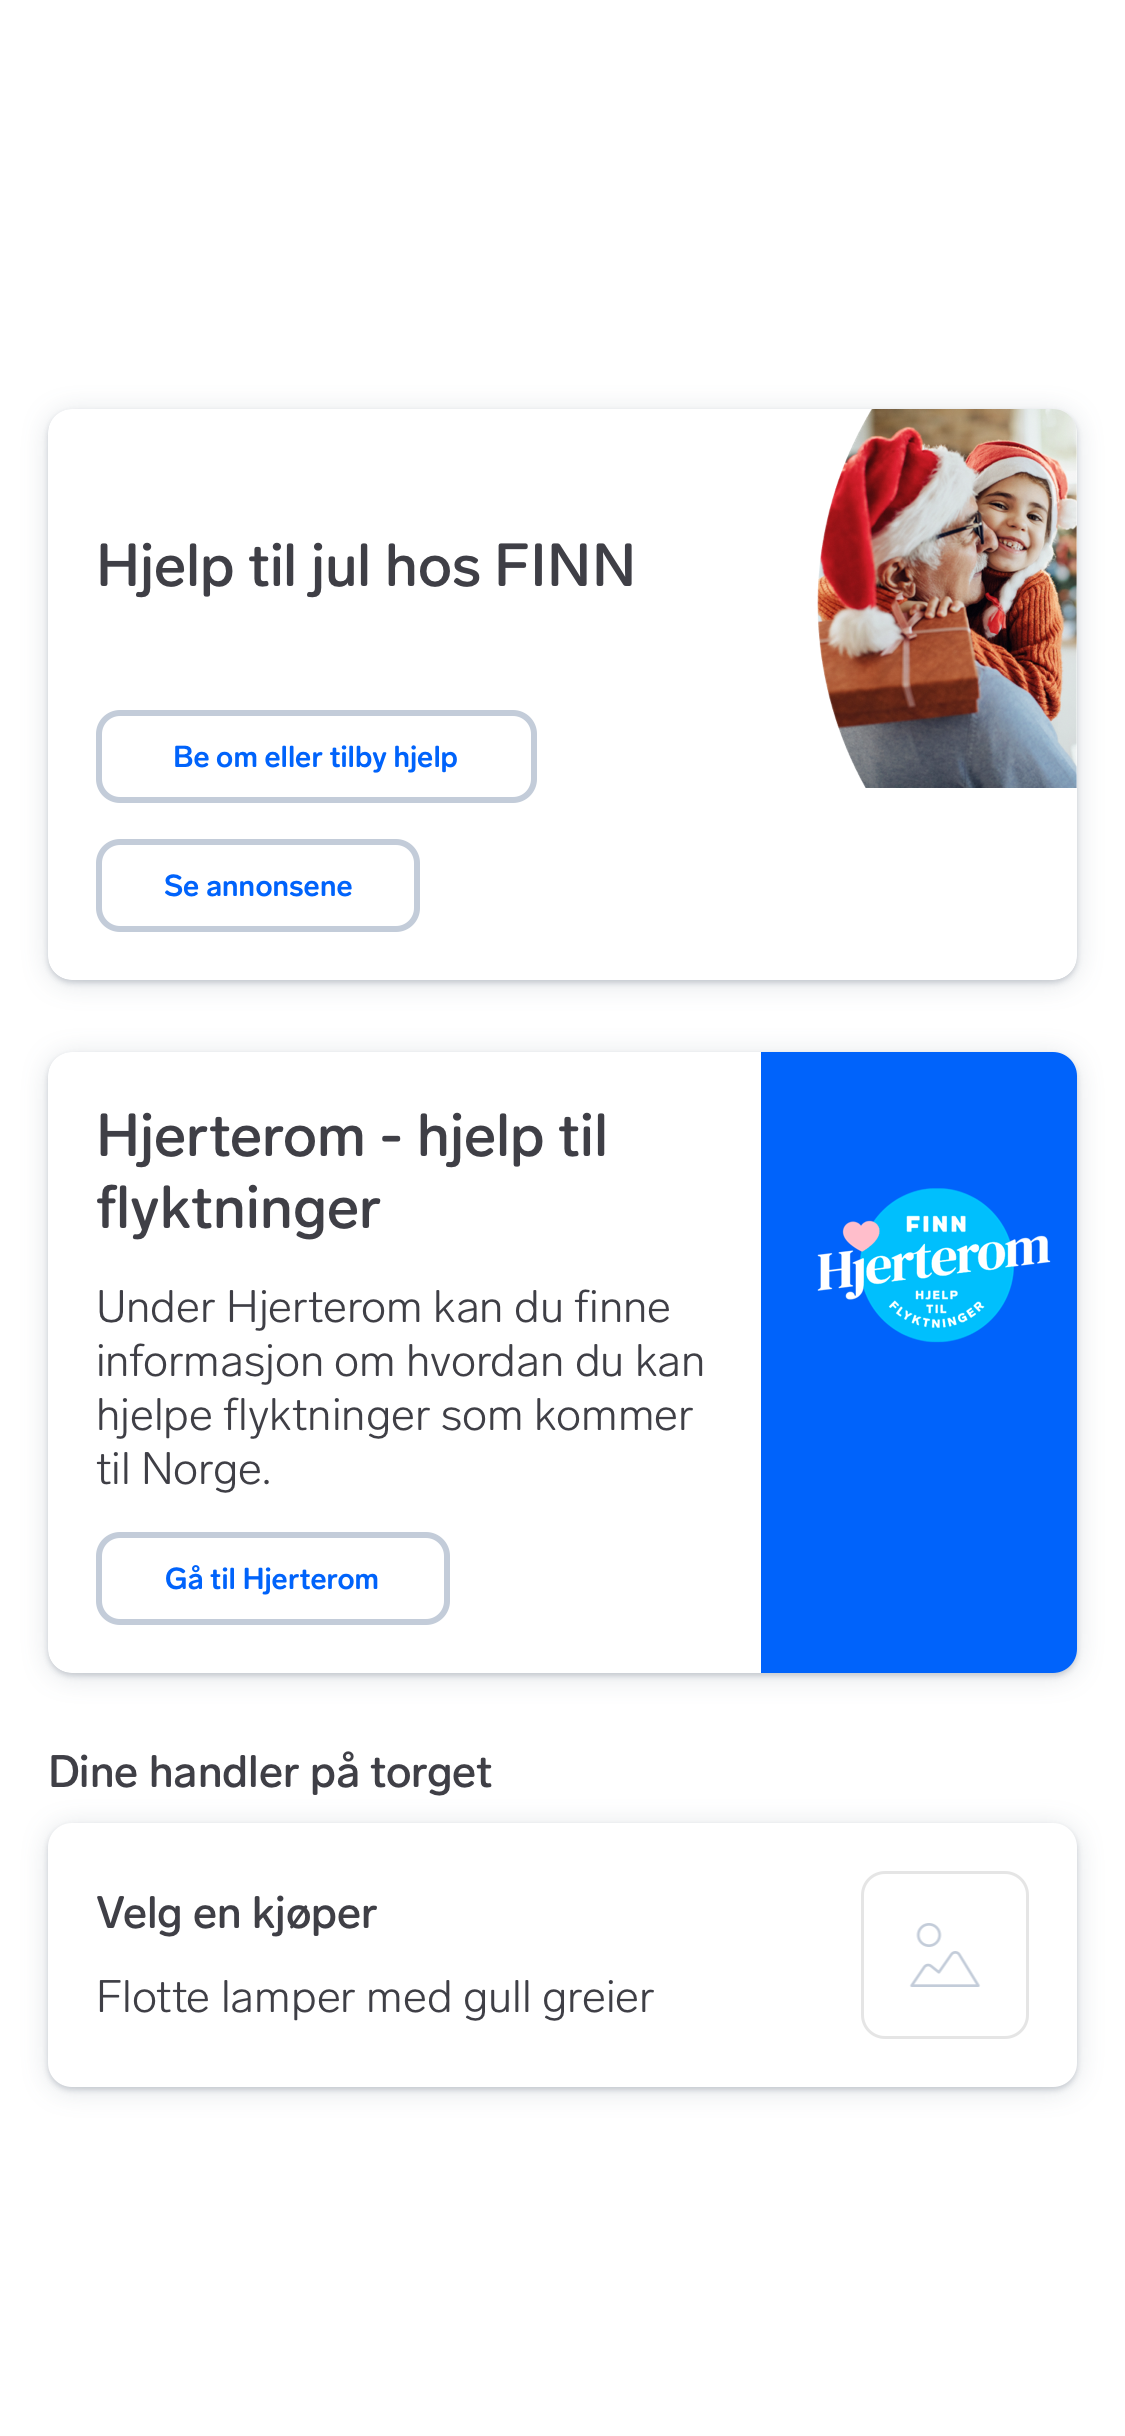 Hjelp til jul hos FINN
Be om eller tilby hjelp
Se annonsene
Hjerterom - hjelp til
flyktninger
Under Hjerterom kan du finne
informasjon om hvordan du kan
hjelpe flyktninger som kommer
til Norge.
Gå til Hjerterom
FINN
Hjerterom
HJELP
TIL
FLYKTNINGER
Dine handler på torget
Velg en kjøper
Flotte lamper med gull greier